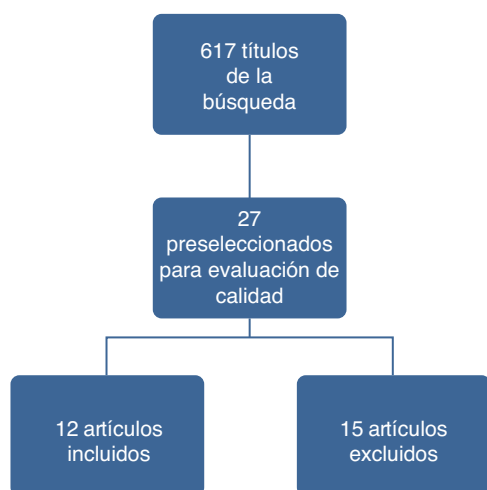 617 títulos
de la
búsqueda
27
preseleccionados
para evaluación de
calidad
12 artículos
incluidos
15 artículos
excluidos